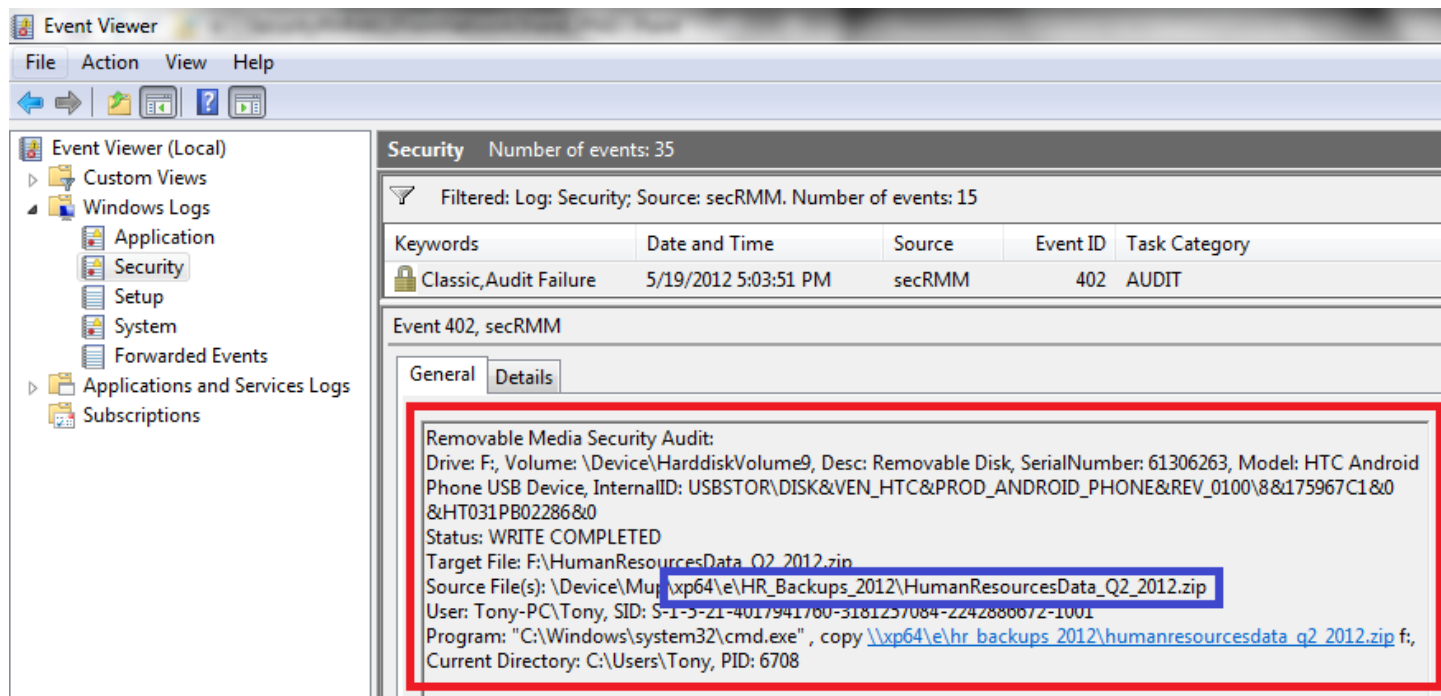 Event Viewer
File Action View Help
Event Viewer (Local)
Custom Views
Windows Logs
Application
Security
Setup
System
Forwarded Events
Applications and Services Logs
Subscriptions
Security Number of events: 35
Filtered: Log: Security; Source: secRMM. Number of events: 15
Keywords Date and Time Source Event ID Task Category
Classic,Audit Failure 5/19/2012 5:03:51 PM secRMM 402 AUDIT
Event 402, secRMM
General Details
Removable Media Security Audit:
Drive: F:, Volume: \Device\HarddiskVolume9, Desc: Removable Disk, SerialNumber: 61306263, Model: HTC Android
Phone USB Device, InternalID: USBSTOR\DISK&VEN_HTC&PROD_ANDROID_PHONE&REV_0100\8&175967C1&0
&HT031PB02286&0
Status: WRITE COMPLETED
Target File: F:\HumanResourcesData_Q2_2012.zip
Source File(s): \Device\Mup\xp64\e\HR_Backups_2012\HumanResourcesData_Q2_2012.zip
User: Tony-PC\Tony, SID: S-1-5-21-4017941760-3181257084-2242886672-1001
Program: "C:\Windows\system32\cmd.exe" , copy \\xp64\e\hr_backups_2012\humanresourcesdata_q2_2012.zip f:,
Current Directory: C:\Users\Tony, PID: 6708